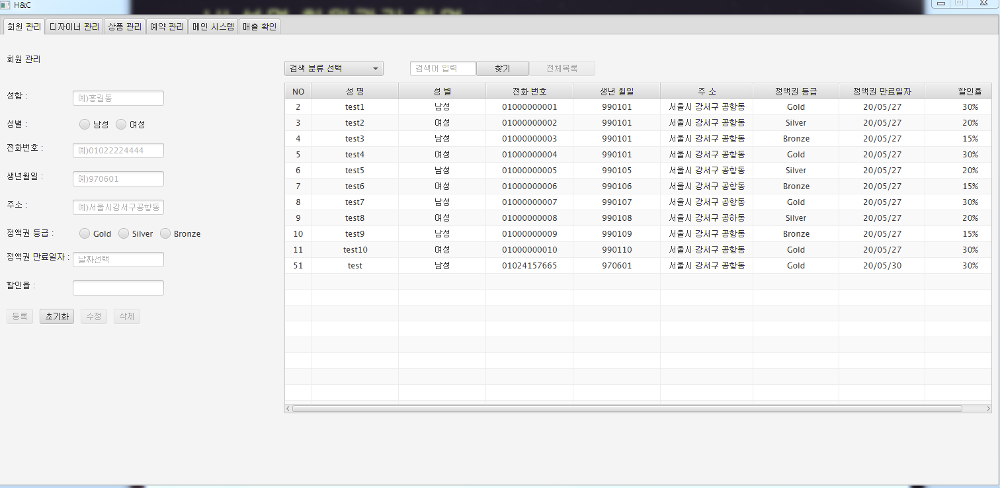 H&C
회원 관리 디자이너 관리 상품 관리 예약 관리 메인 시스템 매출 확인
회원 관리
검색 분류 선택 검색어 입력 찾기 전체목록
성함 : 예)홍길동
성별 : 남성 여성
전화번호 : 예)01022224444
생년월일 : 예)970601
주소 : 예)서울시강서구공항동
정액권 등급 : Gold Silver Bronze
정액권 만료일자 : 날짜선택
할인율 :
등록 초기화 수정 삭제
NO 성 명 성 별 전화 번호 생년 월일 주 소 정액권 등급 정액권 만료일자 할인율
2 test1 남성 01000000001 990101 서울시 강서구 공항동 Gold 20/05/27 30%
3 test2 여성 01000000002 990101 서울시 강서구 공항동 Silver 20/05/27 20%
4 test3 남성 01000000003 990101 서울시 강서구 공항동 Bronze 20/05/27 15%
5 test4 여성 01000000004 990101 서울시 강서구 공항동 Gold 20/05/27 30%
6 test5 남성 01000000005 990105 서울시 강서구 공항동 Silver 20/05/27 20%
7 test6 여성 01000000006 990106 서울시 강서구 공항동 Bronze 20/05/27 15%
8 test7 남성 01000000007 990107 서울시 강서구 공항동 Gold 20/05/27 30%
9 test8 여성 01000000008 990108 서울시 강서구 공하동 Silver 20/05/27 20%
10 test9 남성 01000000009 990109 서울시 강서구 공항동 Bronze 20/05/27 15%
11 test10 여성 01000000010 990110 서울시 강서구 공항동 Gold 20/05/27 30%
51 test 남성 01024157665 970601 서울시 강서구 공항동 Gold 20/05/30 30%